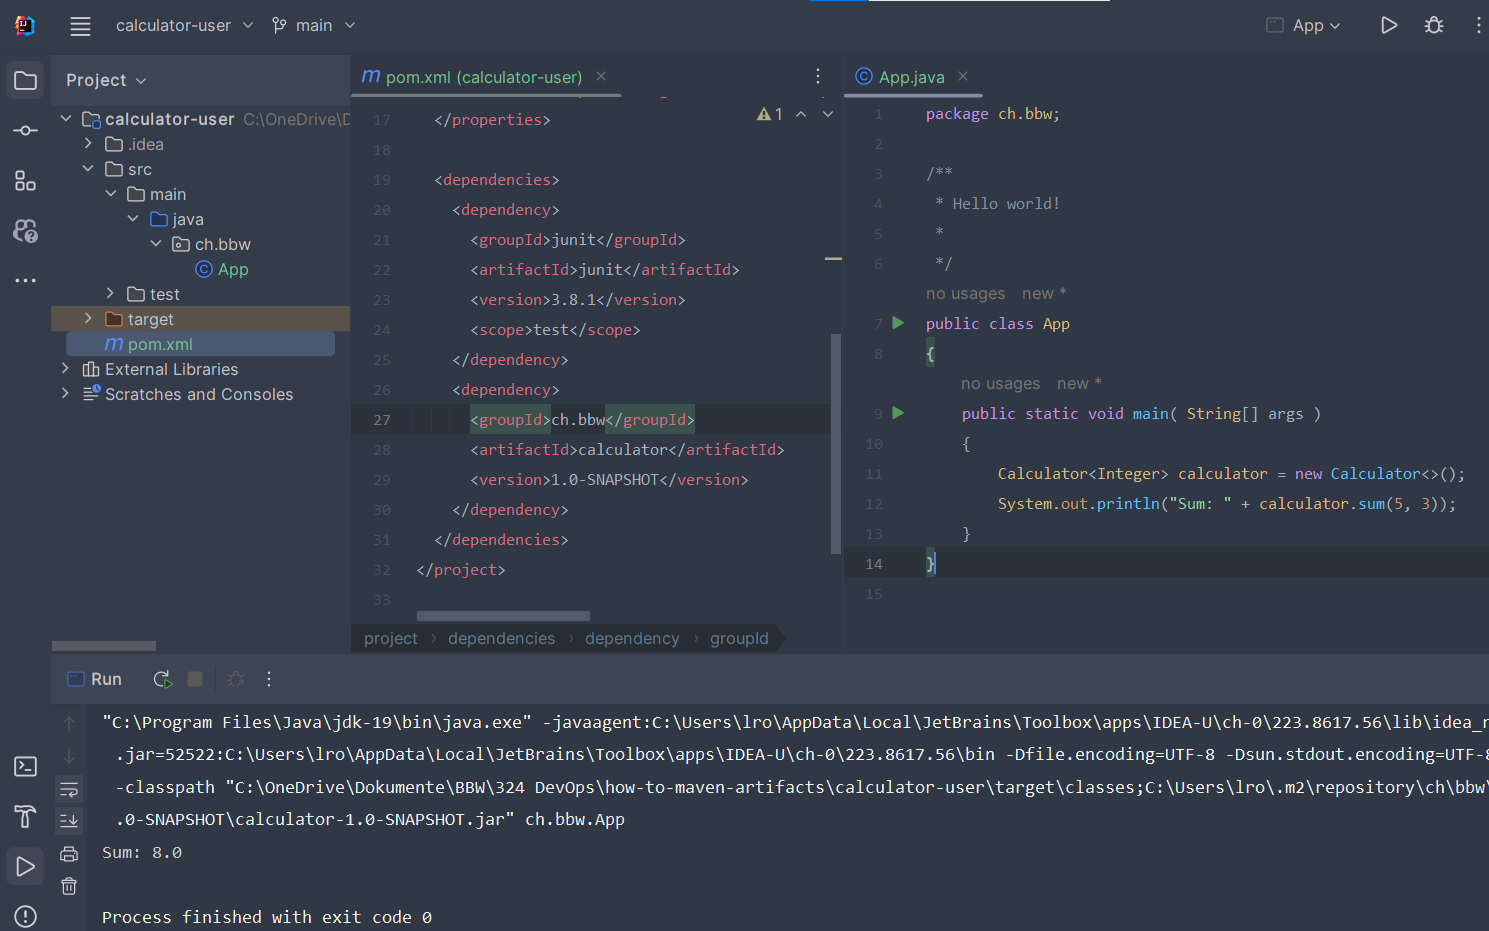 calculator-user
main
App
Project
pom.xml (calculator-user)
App.java
calculator-user C:\OneDrive\D
.idea
src
main
java
ch.bbw
App
test
target
pom.xml
External Libraries
Scratches and Consoles
1
17 </properties>
18
19 <dependencies>
20 <dependency>
21 <groupId>junit</groupId>
22 <artifactId>junit</artifactId>
23 <version>3.8.1</version>
24 <scope>test</scope>
25 </dependency>
26 <dependency>
27 <groupId>ch.bbw</groupId>
28 <artifactId>calculator</artifactId>
29 <version>1.0-SNAPSHOT</version>
30 </dependency>
31 </dependencies>
32 </project>
33
project › dependencies › dependency › groupId
1 package ch.bbw;
2
3 /**
4 * Hello world!
5 *
6 */
no usages new *
7 public class App
8 {
no usages new *
9 public static void main( String[] args )
10 {
11 Calculator<Integer> calculator = new Calculator<>();
12 System.out.println("Sum: " + calculator.sum(5, 3));
13 }
14 }
15
Run
"C:\Program Files\Java\jdk-19\bin\java.exe" -javaagent:C:\Users\lro\AppData\Local\JetBrains\Toolbox\apps\IDEA-U\ch-0\223.8617.56\lib\idea_r
.jar=52522:C:\Users\lro\AppData\Local\JetBrains\Toolbox\apps\IDEA-U\ch-0\223.8617.56\bin -Dfile.encoding=UTF-8 -Dsun.stdout.encoding=UTF-8
-classpath "C:\OneDrive\Dokumente\BBW\324 DevOps\how-to-maven-artifacts\calculator-user\target\classes;C:\Users\lro\.m2\repository\ch\bbw\
.0-SNAPSHOT\calculator-1.0-SNAPSHOT.jar" ch.bbw.App
Sum: 8.0
Process finished with exit code 0